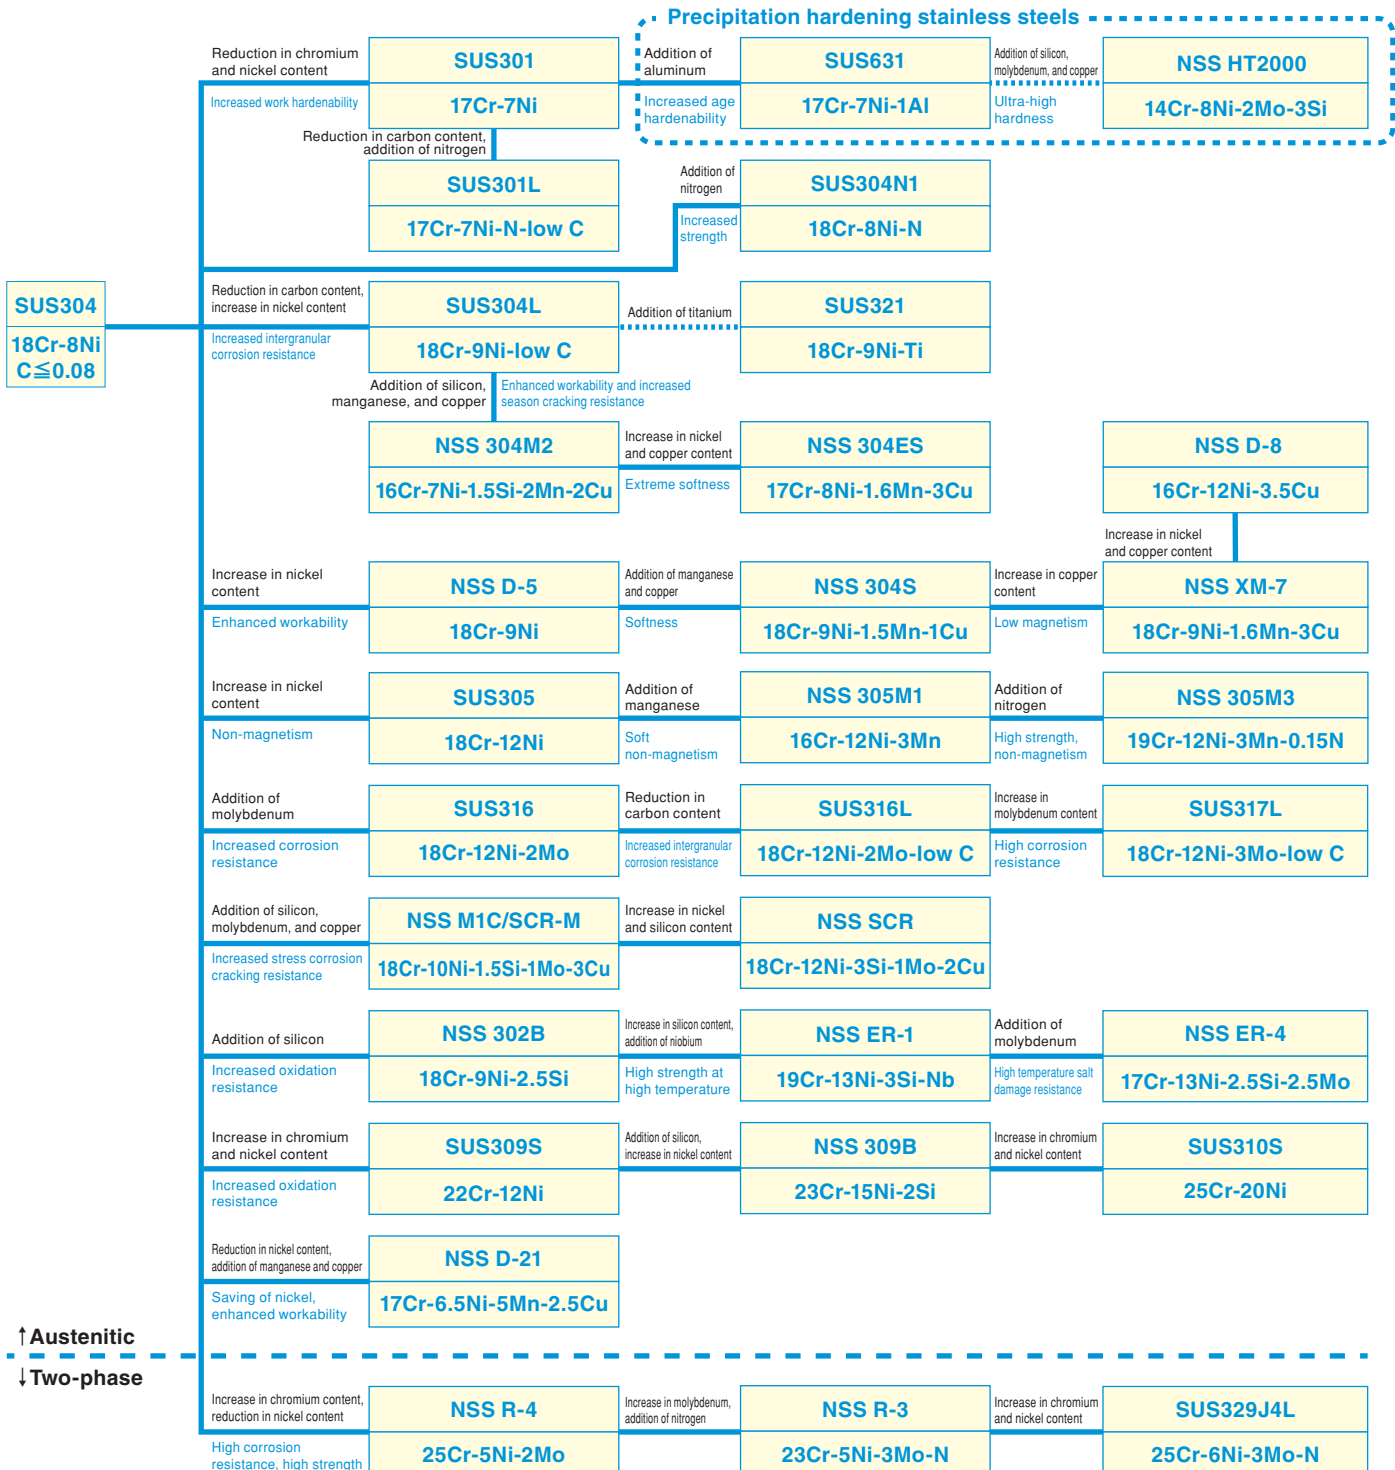 Precipitation hardening stainless steels
Reduction in chromium
and nickel content
Increased work hardenability
SUS301
17Cr-7Ni
Addition of
aluminum
Increased age
hardenability
SUS631
17Cr-7Ni-1Al
Addition of silicon,
molybdenum, and copper
Ultra-high
hardness
NSS HT2000
14Cr-8Ni-2Mo-3Si
Reduction in carbon content,
addition of nitrogen
SUS301L
17Cr-7Ni-N-low C
Addition of
nitrogen
Increased
strength
SUS304N1
18Cr-8Ni-N
SUS304
18Cr-8Ni
C≦0.08
Reduction in carbon content,
increase in nickel content
Increased intergranular
corrosion resistance
SUS304L
18Cr-9Ni-low C
Addition of titanium
SUS321
18Cr-9Ni-Ti
Addition of silicon,
manganese, and copper
Enhanced workability and increased
season cracking resistance
NSS 304M2
16Cr-7Ni-1.5Si-2Mn-2Cu
Increase in nickel
and copper content
Extreme softness
NSS 304ES
17Cr-8Ni-1.6Mn-3Cu
NSS D-8
16Cr-12Ni-3.5Cu
Increase in nickel
and copper content
Increase in nickel
content
Enhanced workability
NSS D-5
18Cr-9Ni
Addition of manganese
and copper
Softness
NSS 304S
18Cr-9Ni-1.5Mn-1Cu
Increase in copper
content
Low magnetism
NSS XM-7
18Cr-9Ni-1.6Mn-3Cu
Increase in nickel
content
Non-magnetism
SUS305
18Cr-12Ni
Addition of
manganese
Soft
non-magnetism
NSS 305M1
16Cr-12Ni-3Mn
Addition of
nitrogen
High strength,
non-magnetism
NSS 305M3
19Cr-12Ni-3Mn-0.15N
Addition of
molybdenum
Increased corrosion
resistance
SUS316
18Cr-12Ni-2Mo
Reduction in
carbon content
Increased intergranular
corrosion resistance
SUS316L
18Cr-12Ni-2Mo-low C
Increase in
molybdenum content
High corrosion
resistance
SUS317L
18Cr-12Ni-3Mo-low C
Addition of silicon,
molybdenum, and copper
Increased stress corrosion
cracking resistance
NSS M1C/SCR-M
18Cr-10Ni-1.5Si-1Mo-3Cu
Increase in nickel
and silicon content
NSS SCR
18Cr-12Ni-3Si-1Mo-2Cu
Addition of silicon
Increased oxidation
resistance
NSS 302B
18Cr-9Ni-2.5Si
Increase in silicon content,
addition of niobium
High strength at
high temperature
NSS ER-1
19Cr-13Ni-3Si-Nb
Addition of
molybdenum
High temperature salt
damage resistance
NSS ER-4
17Cr-13Ni-2.5Si-2.5Mo
Increase in chromium
and nickel content
Increased oxidation
resistance
SUS309S
22Cr-12Ni
Addition of silicon,
increase in nickel content
NSS 309B
23Cr-15Ni-2Si
Increase in chromium
and nickel content
SUS310S
25Cr-20Ni
Reduction in nickel content,
addition of manganese and copper
Saving of nickel,
enhanced workability
NSS D-21
17Cr-6.5Ni-5Mn-2.5Cu
↑Austenitic
↓Two-phase
Increase in chromium content,
reduction in nickel content
High corrosion
resistance, high strength
NSS R-4
25Cr-5Ni-2Mo
Increase in molybdenum,
addition of nitrogen
NSS R-3
23Cr-5Ni-3Mo-N
Increase in chromium
and nickel content
SUS329J4L
25Cr-6Ni-3Mo-N